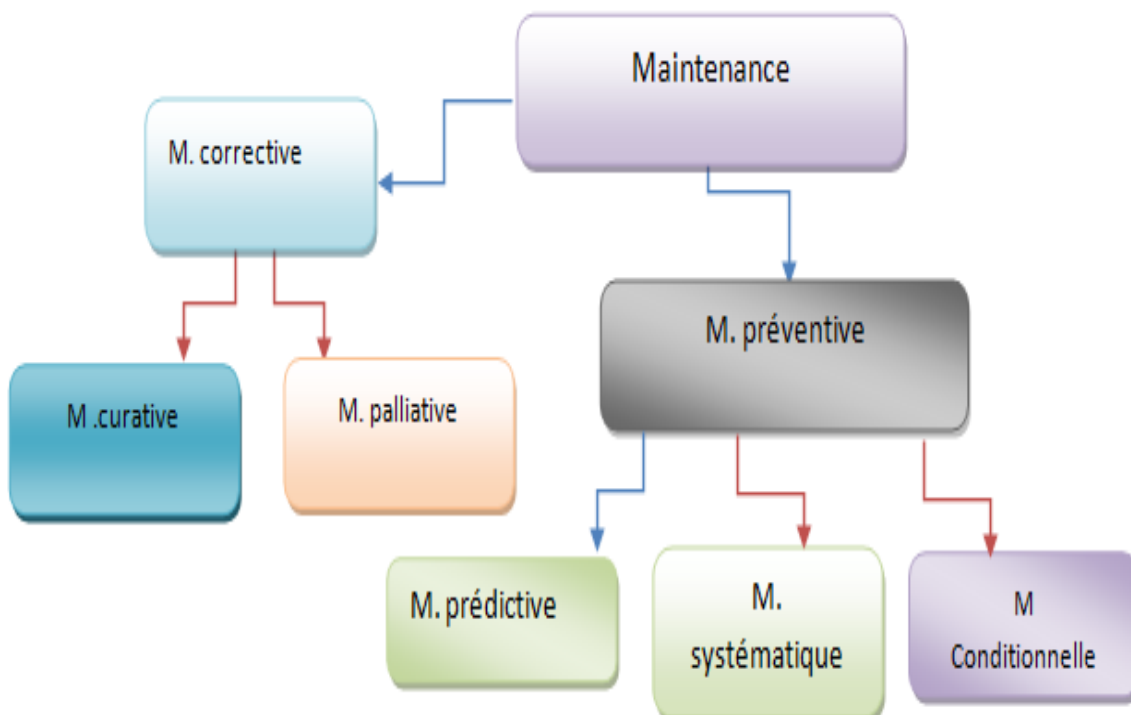 Maintenance
M. corrective
M. préventive
M .curative
M. palliative
M. prédictive
M.
systématique
M
Conditionnelle